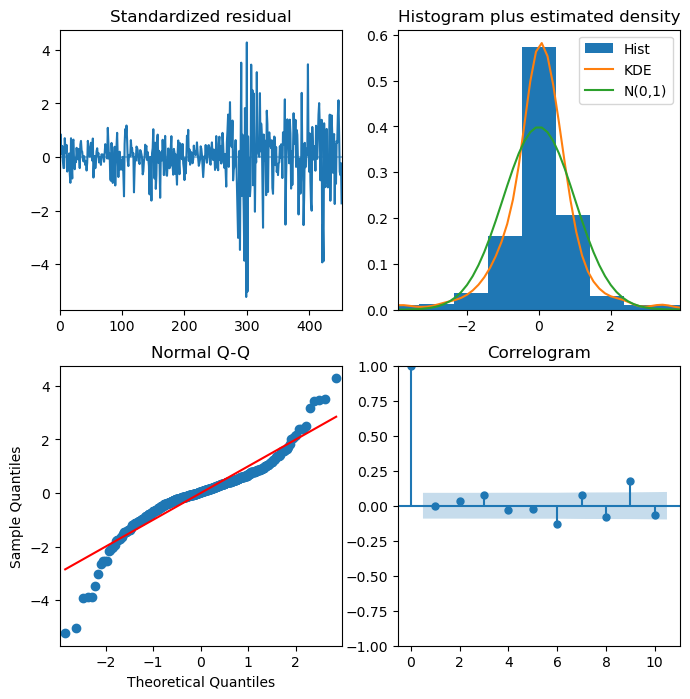 Standardized residual
4
2
0
−2
−4
0 100 200 300 400
Histogram plus estimated density
0.6
0.5
0.4
0.3
0.2
0.1
0.0
−2 0 2
Hist
KDE
N(0,1)
Normal Q-Q
4
2
0
−2
−4
Sample Quantiles
−2 −1 0 1 2
Theoretical Quantiles
Correlogram
1.00
0.75
0.50
0.25
0.00
−0.25
−0.50
−0.75
−1.00
0 2 4 6 8 10